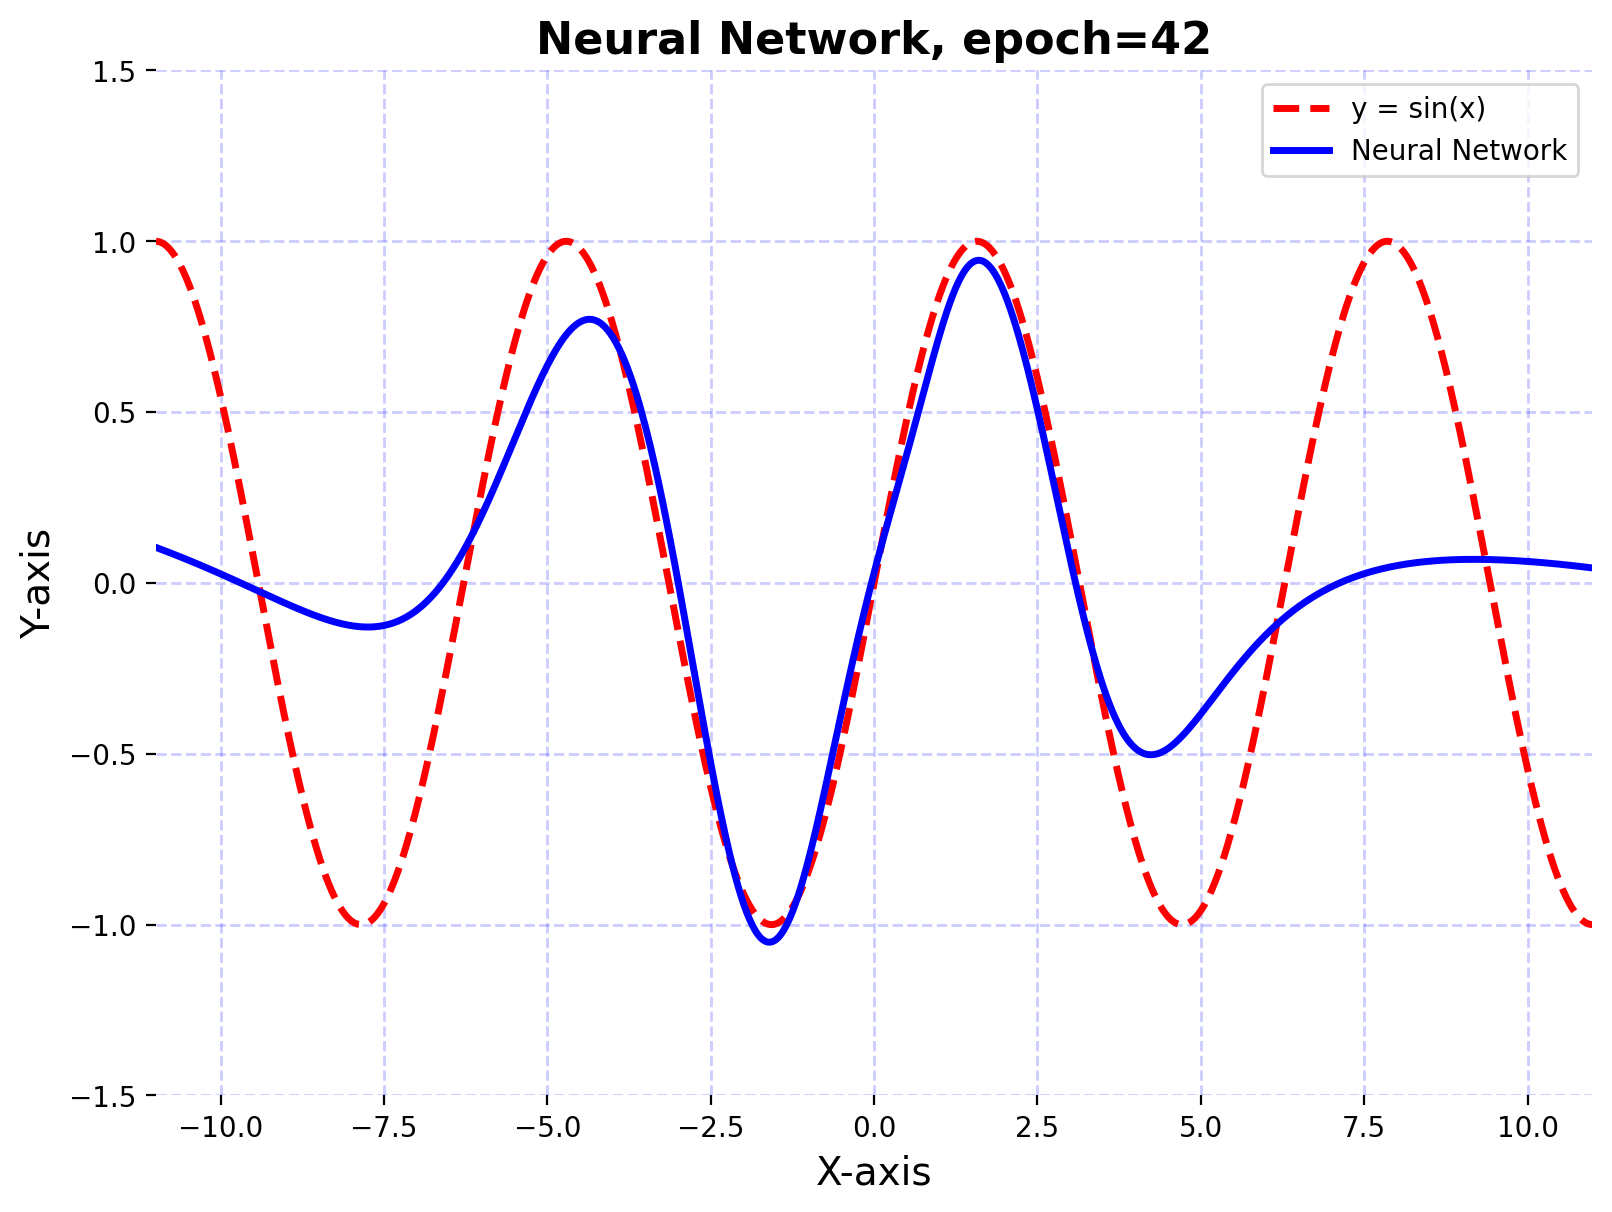 Neural Network, epoch=42
1.5
1.0
0.5
0.0
−0.5
−1.0
−1.5
Y-axis
y = sin(x)
Neural Network
−10.0 −7.5 −5.0 −2.5 0.0 2.5 5.0 7.5 10.0
X-axis